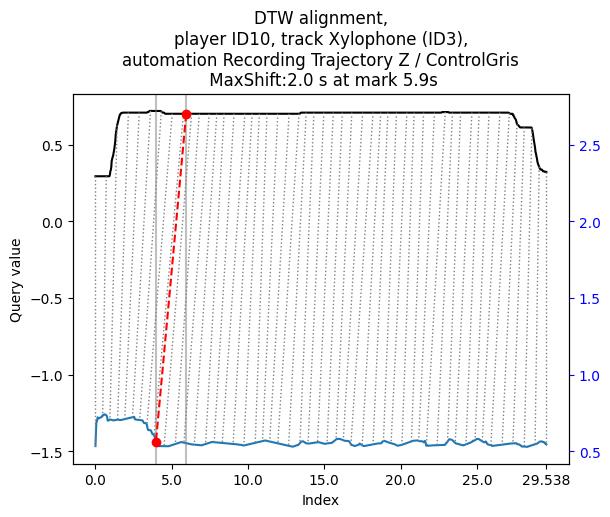 DTW alignment,
player ID10, track Xylophone (ID3),
automation Recording Trajectory Z / ControlGris
MaxShift:2.0 s at mark 5.9s
Query value
0.5
0.0
−0.5
−1.0
−1.5
2.5
2.0
1.5
1.0
0.5
0.0 5.0 10.0 15.0 20.0 25.0 29.538
Index